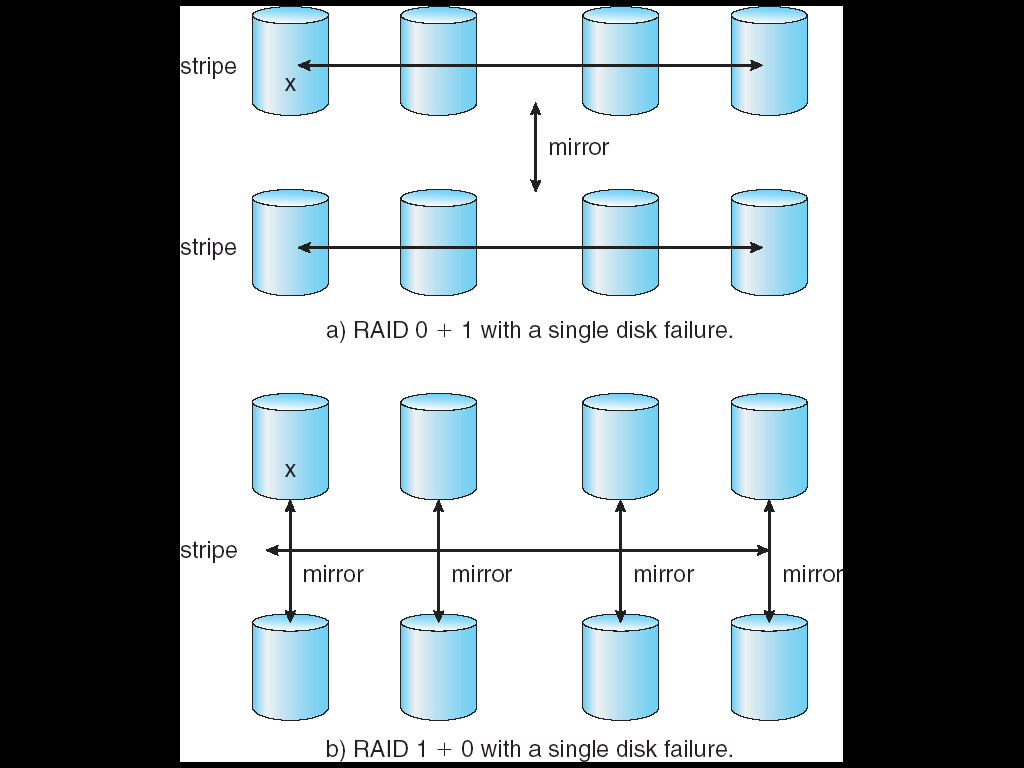 stripe
x
mirror
stripe
a) RAID 0 + 1 with a single disk failure.
x
stripe
mirror mirror mirror mirror
b) RAID 1 + 0 with a single disk failure.